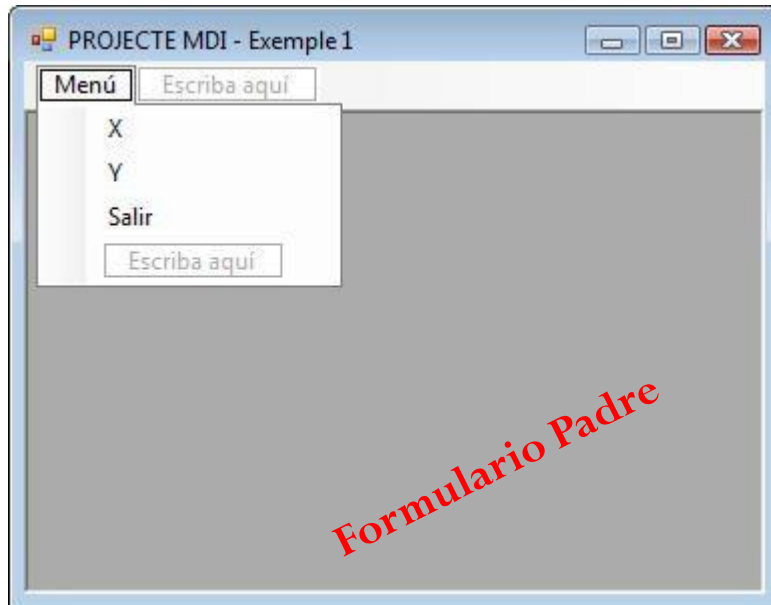 PROJECTE MDI - Exemple 1
Menú Escriba aquí
X
Y
Salir
Escriba aquí
Formulario Padre